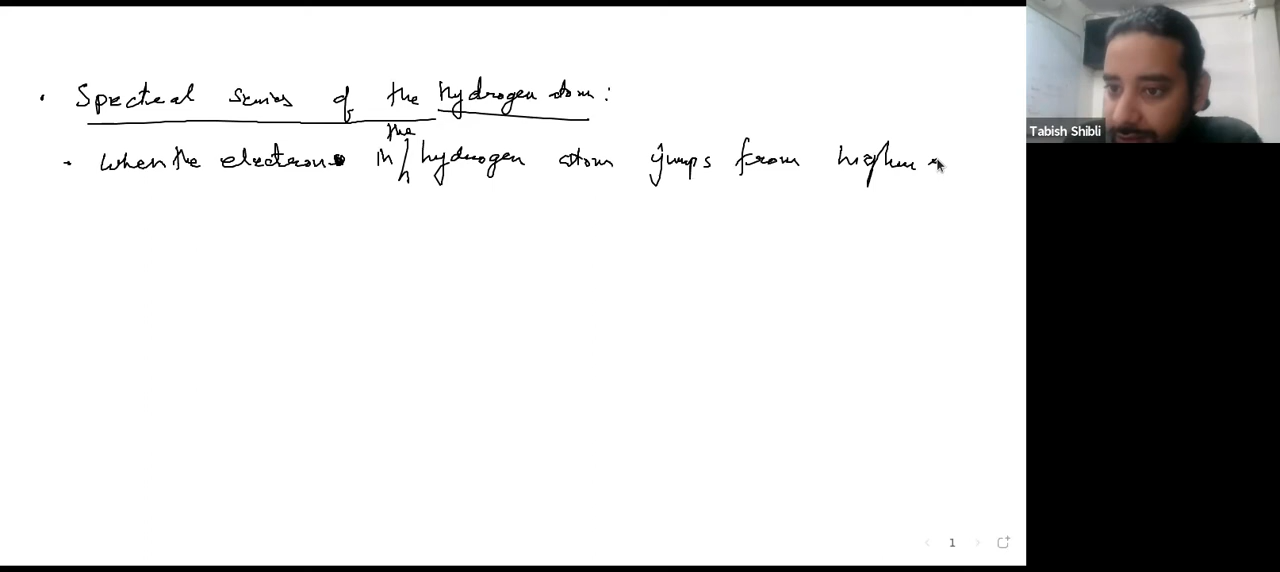 • Spectral series of the hydrogen atom:
the
• When the electron in hydrogen atom jumps from higher
Tabish Shibli
1